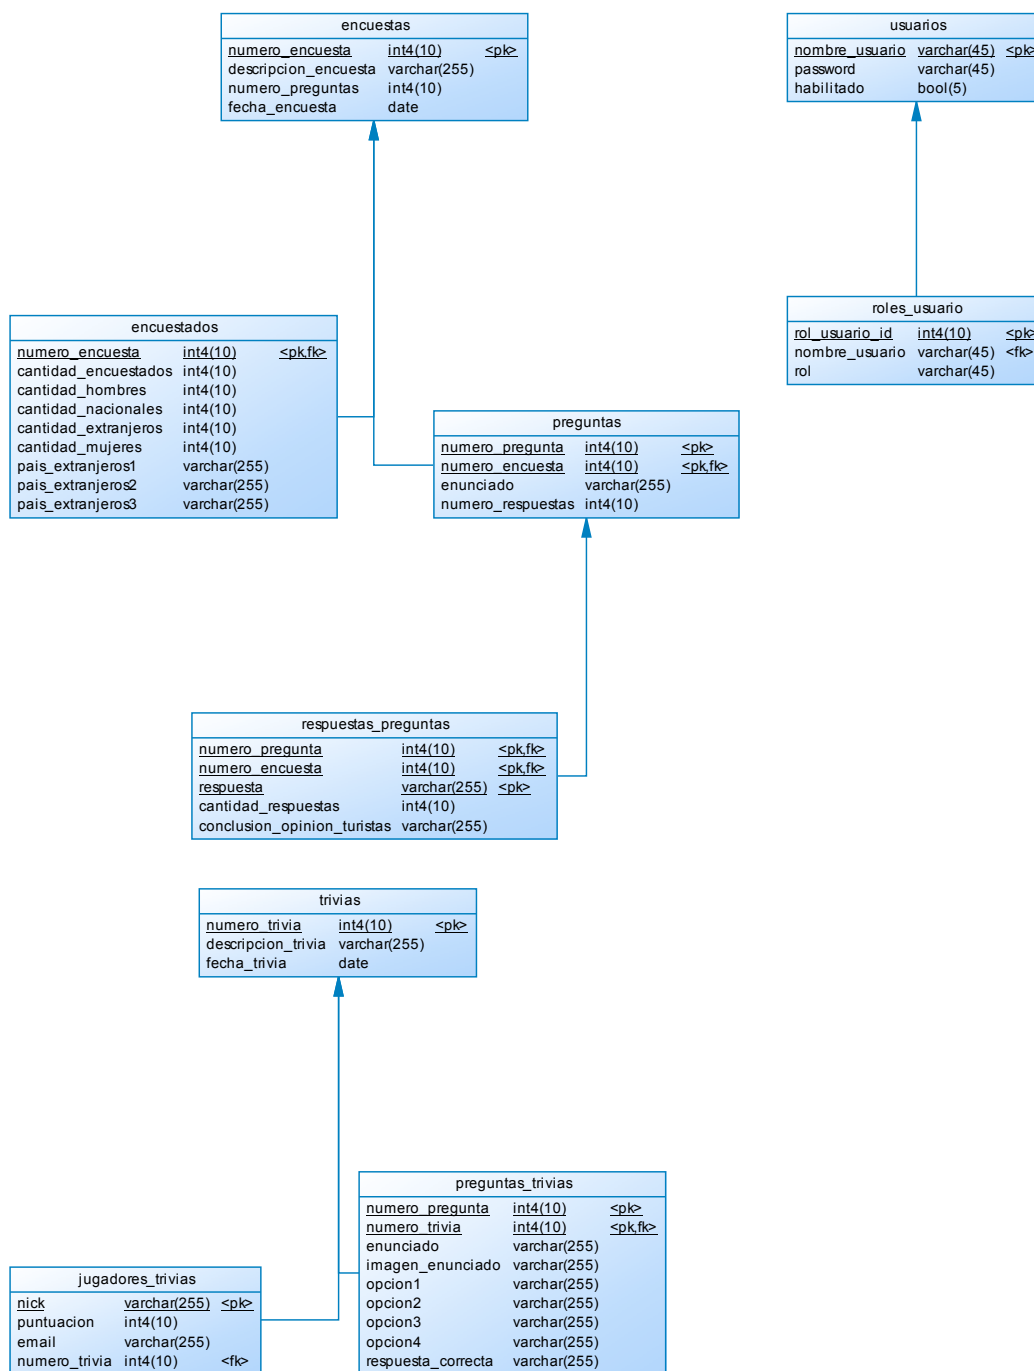 encuestas
numero_encuesta int4(10) <pk>
descripcion_encuesta varchar(255)
numero_preguntas int4(10)
fecha_encuesta date
usuarios
nombre_usuario varchar(45) <pk>
password varchar(45)
habilitado bool(5)
encuestados
numero_encuesta int4(10) <pk,fk>
cantidad_encuestados int4(10)
cantidad_hombres int4(10)
cantidad_nacionales int4(10)
cantidad_extranjeros int4(10)
cantidad_mujeres int4(10)
pais_extranjeros1 varchar(255)
pais_extranjeros2 varchar(255)
pais_extranjeros3 varchar(255)
roles_usuario
rol_usuario_id int4(10) <pk>
nombre_usuario varchar(45) <fk>
rol varchar(45)
preguntas
numero_pregunta int4(10) <pk>
numero_encuesta int4(10) <pk,fk>
enunciado varchar(255)
numero_respuestas int4(10)
respuestas_preguntas
numero_pregunta int4(10) <pk,fk>
numero_encuesta int4(10) <pk,fk>
respuesta varchar(255) <pk>
cantidad_respuestas int4(10)
conclusion_opinion_turistas varchar(255)
trivias
numero_trivia int4(10) <pk>
descripcion_trivia varchar(255)
fecha_trivia date
preguntas_trivias
numero_pregunta int4(10) <pk>
numero_trivia int4(10) <pk,fk>
enunciado varchar(255)
imagen_enunciado varchar(255)
opcion1 varchar(255)
opcion2 varchar(255)
opcion3 varchar(255)
opcion4 varchar(255)
respuesta_correcta varchar(255)
jugadores_trivias
nick varchar(255) <pk>
puntuacion int4(10)
email varchar(255)
numero_trivia int4(10) <fk>